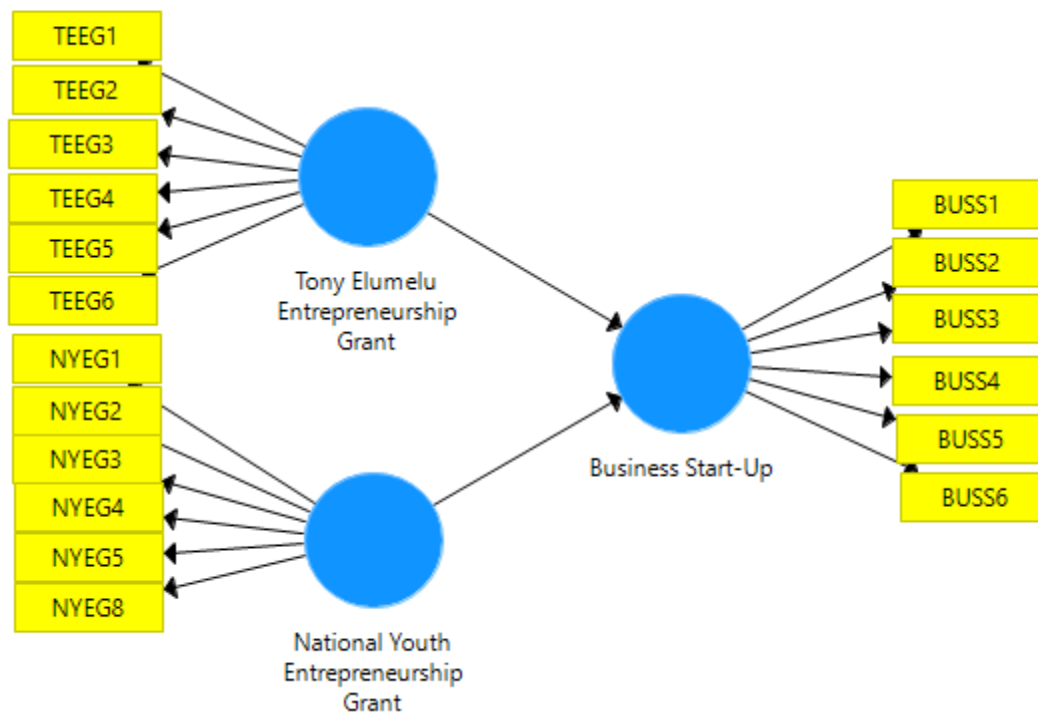 TEEG1
TEEG2
TEEG3
TEEG4
TEEG5
TEEG6
Tony Elumelu
Entrepreneurship
Grant
NYEG1
NYEG2
NYEG3
NYEG4
NYEG5
NYEG8
National Youth
Entrepreneurship
Grant
Business Start-Up
BUSS1
BUSS2
BUSS3
BUSS4
BUSS5
BUSS6